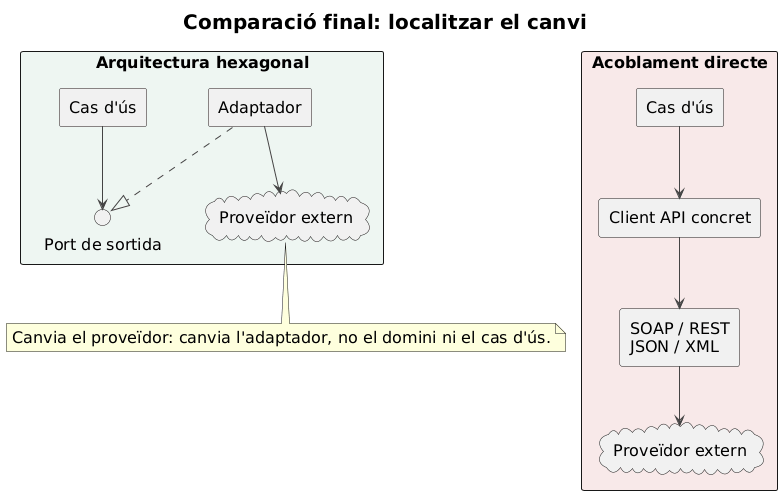 Comparació final: localitzar el canvi
Arquitectura hexagonal
Cas d'ús
Adaptador
Port de sortida
Proveïdor extern
Canvia el proveïdor: canvia l'adaptador, no el domini ni el cas d'ús.
Acoblament directe
Cas d'ús
Client API concret
SOAP / REST
JSON / XML
Proveïdor extern